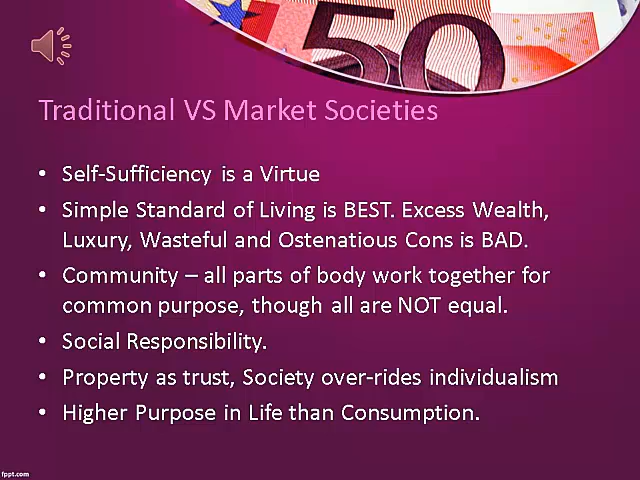 50
Traditional VS Market Societies
• Self-Sufficiency is a Virtue
• Simple Standard of Living is BEST. Excess Wealth,
Luxury, Wasteful and Ostenatious Cons is BAD.
• Community – all parts of body work together for
common purpose, though all are NOT equal.
• Social Responsibility.
• Property as trust, Society over-rides individualism
• Higher Purpose in Life than Consumption.
fppt.com